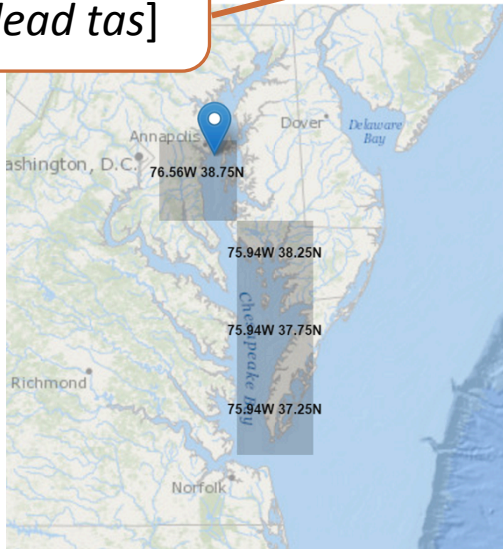 lead tas]
Annapolis
Dover
Delaware
Bay
ashington, D.C.
76.56W 38.75N
75.94W 38.25N
Chesapeake Bay
75.94W 37.75N
Richmond
75.94W 37.25N
Norfolk